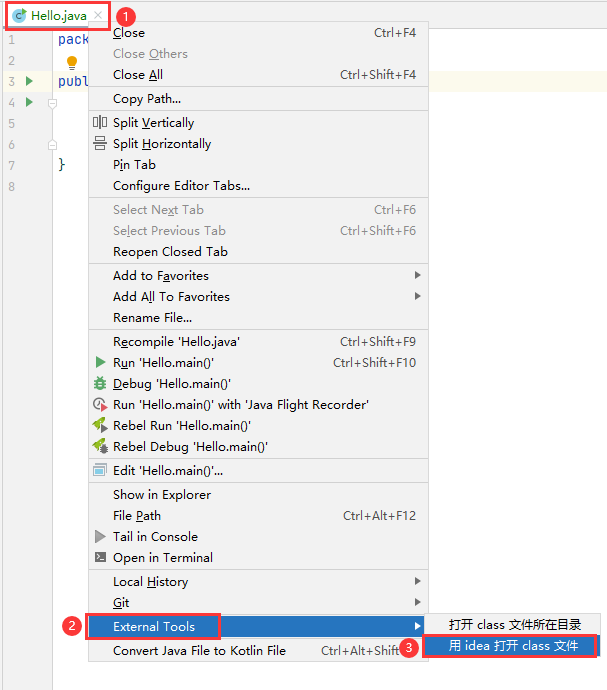 Hello.java
1
1
pack
Close Ctrl+F4
2
Close Others
3
publ
Close All Ctrl+Shift+F4
4
Copy Path...
5
Split Vertically
6
Split Horizontally
7
}
Pin Tab
8
Configure Editor Tabs...
Select Next Tab Ctrl+F6
Select Previous Tab Ctrl+Shift+F6
Reopen Closed Tab
Add to Favorites
Add All To Favorites
Rename File...
Recompile 'Hello.java' Ctrl+Shift+F9
Run 'Hello.main()' Ctrl+Shift+F10
Debug 'Hello.main()'
Run 'Hello.main()' with 'Java Flight Recorder'
Rebel Run 'Hello.main()'
Rebel Debug 'Hello.main()'
Edit 'Hello.main()'...
Show in Explorer
File Path Ctrl+Alt+F12
Tail in Console
Open in Terminal
Local History
Git
2
External Tools
打开 class 文件所在目录
3
用 idea 打开 class 文件
Convert Java File to Kotlin File Ctrl+Alt+Shift